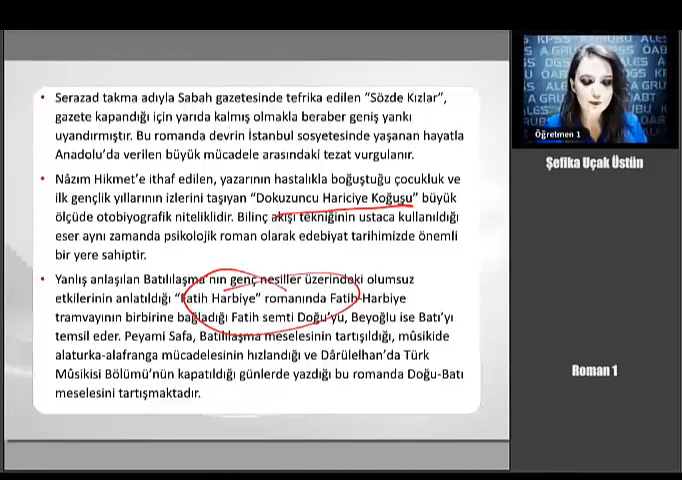 • Serazad takma adıyla Sabah gazetesinde tefrika edilen “Sözde Kızlar”,
gazete kapandığı için yarıda kalmış olmakla beraber geniş yankı
uyandırmıştır. Bu romanda devrin İstanbul sosyetesinde yaşanan hayatla
Anadolu’da verilen büyük mücadele arasındaki tezat vurgulanır.
• Nâzım Hikmet’e ithaf edilen, yazarının hastalıkla boğuştuğu çocukluk ve
ilk gençlik yıllarının izlerini taşıyan “Dokuzuncu Hariciye Koğuşu” büyük
ölçüde otobiyografik niteliklidir. Bilinç akışı tekniğinin ustaca kullanıldığı
eser aynı zamanda psikolojik roman olarak edebiyat tarihimizde önemli
bir yere sahiptir.
• Yanlış anlaşılan Batılılaşma’nın genç nesiller üzerindeki olumsuz
etkilerinin anlatıldığı “Fatih Harbiye” romanında Fatih-Harbiye
tramvayının birbirine bağladığı Fatih semti Doğu’yu, Beyoğlu ise Batı’yı
temsil eder. Peyami Safa, Batılılaşma meselesinin tartışıldığı, mûsikide
alaturka-alafranga mücadelesinin hızlandığı ve Dârülelhan’da Türk
Mûsikisi Bölümü’nün kapatıldığı günlerde yazdığı bu romanda Doğu-Batı
meselesini tartışmaktadır.
Öğretmen 1
Şefika Uçak Üstün
Roman 1